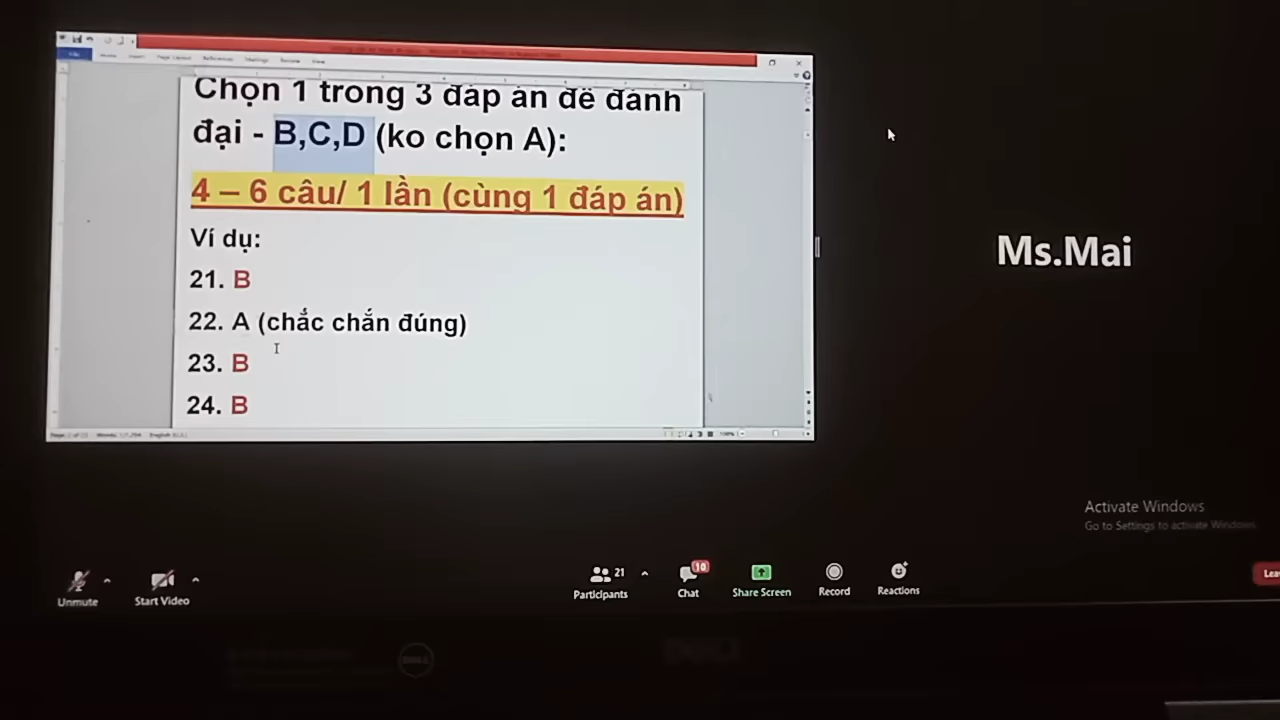 Chọn 1 trong 3 đáp án để đánh
đại - B,C,D (ko chọn A):
4 – 6 câu/ 1 lần (cùng 1 đáp án)
Ví dụ:
21. B
22. A (chắc chắn đúng)
23. B
24. B
Ms.Mai
Activate Windows
Go to Settings to activate Windows.
Unmute
Start Video
21
Participants
10
Chat
Share Screen
Record
Reactions
Lea
DELL